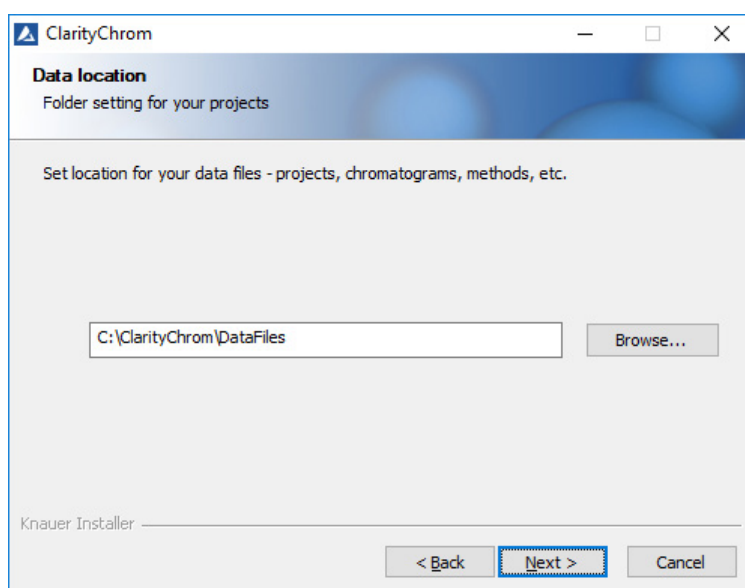 ClarityChrom
Data location
Folder setting for your projects
Set location for your data files - projects, chromatograms, methods, etc.
C:\ClarityChrom\DataFiles
Browse...
Knauer Installer
< Back
Next >
Cancel